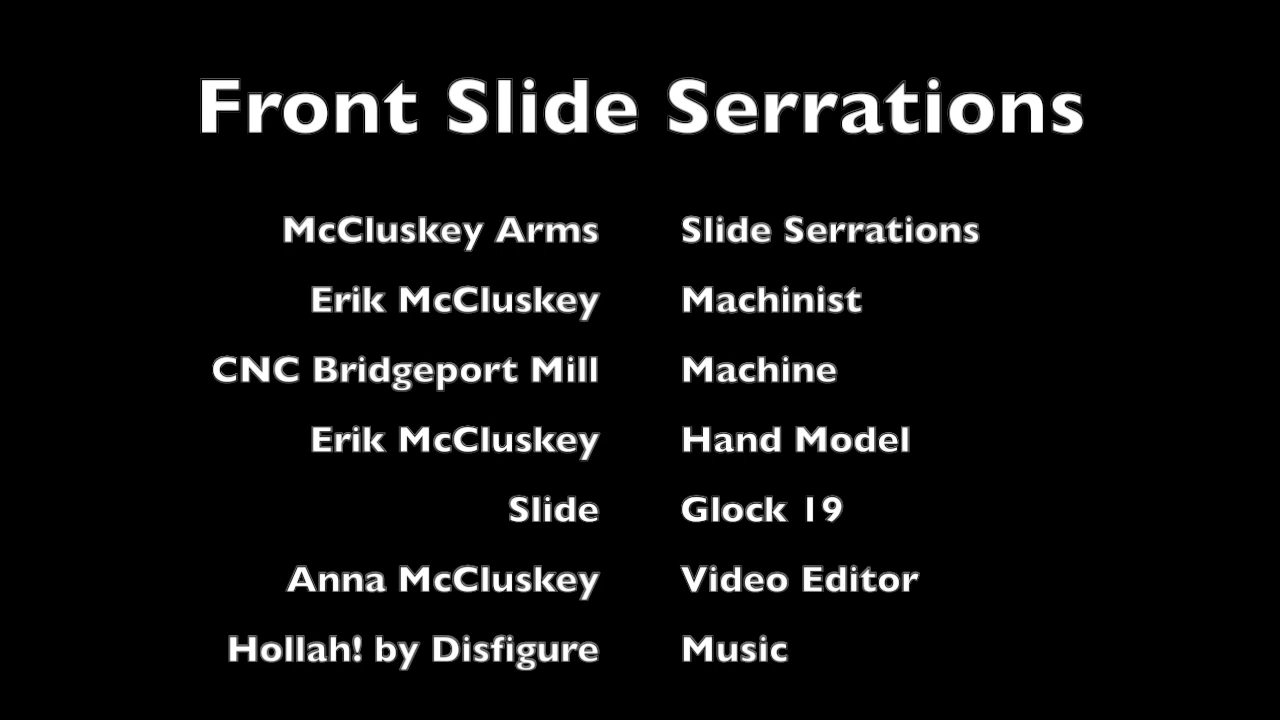 Front Slide Serrations
McCluskey Arms Slide Serrations
Erik McCluskey Machinist
CNC Bridgeport Mill Machine
Erik McCluskey Hand Model
Slide Glock 19
Anna McCluskey Video Editor
Hollah! by Disfigure Music